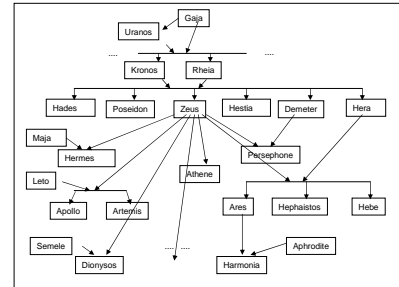 Gaja
Uranos
.... ....
Kronos Rheia
Hades Poseidon Zeus Hestia Demeter Hera
Maja
Hermes Persephone
Athene
Leto
Apollo Artemis Ares Hephaistos Hebe
Semele .... .... Aphrodite
Dionysos Harmonia